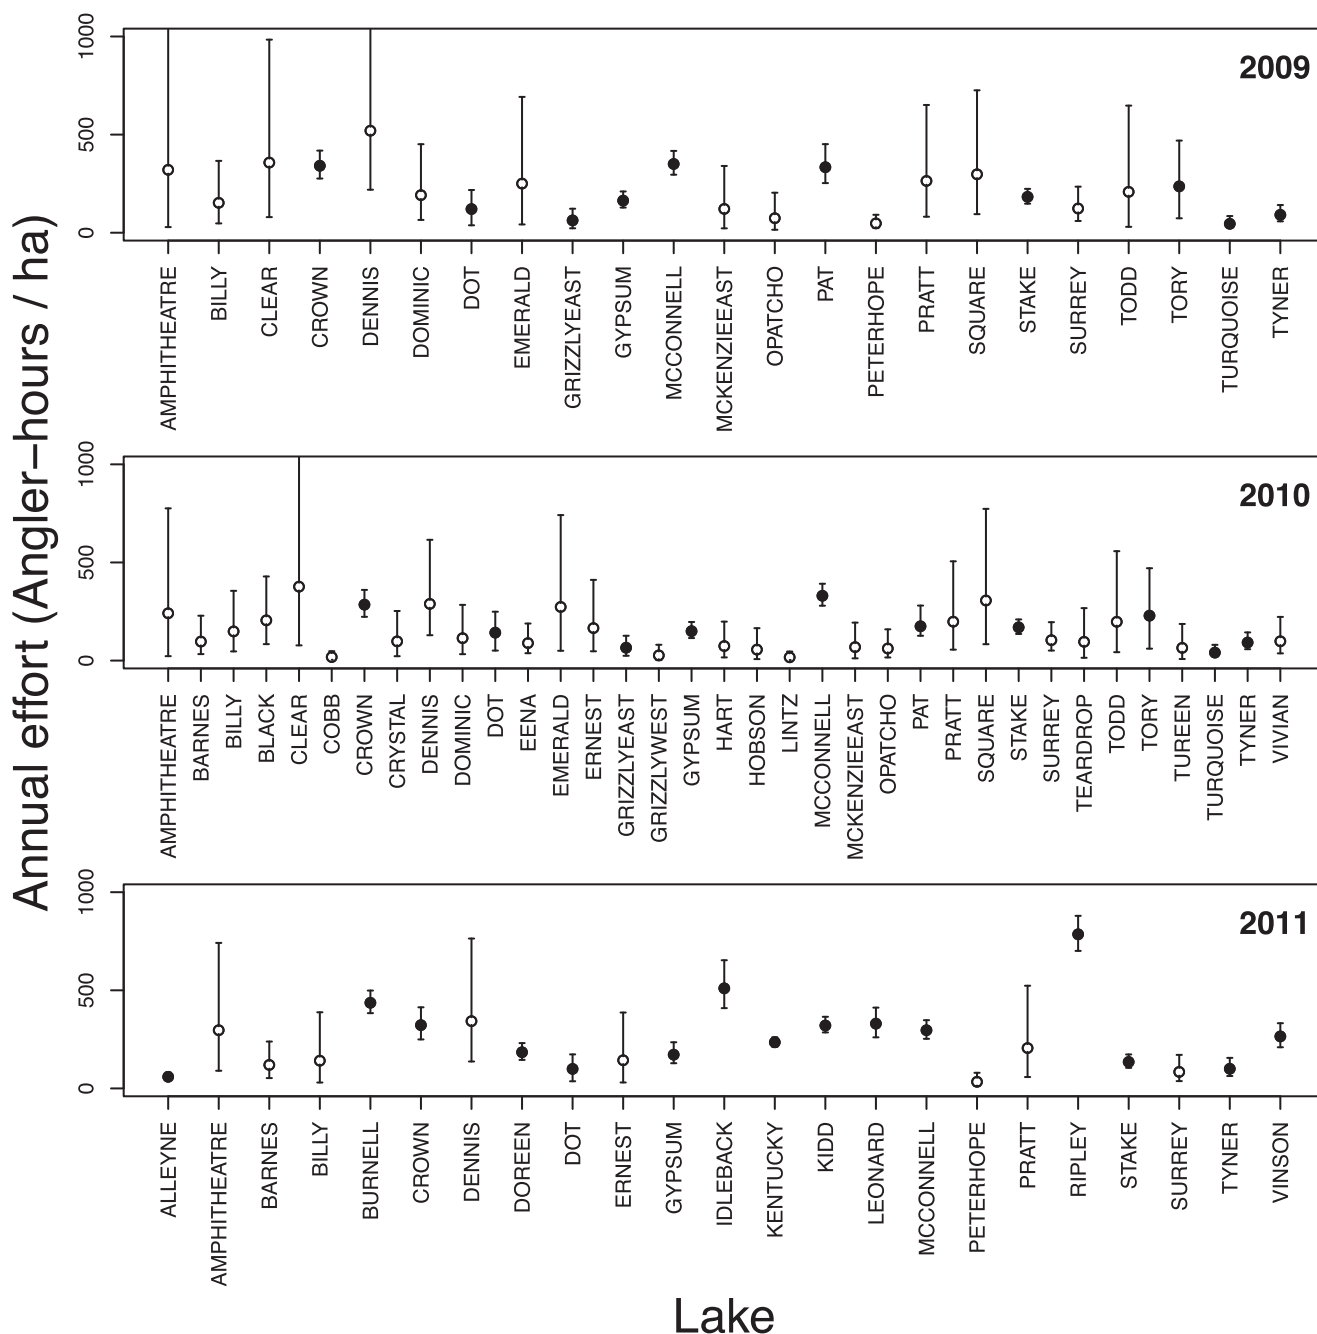 Annual effort (Angler–hours / ha)
2009
1000
500
0
AMPHITHEATRE
BILLY
CLEAR
CROWN
DENNIS
DOMINIC
DOT
EMERALD
GRIZZLYEAST
GYPSUM
MCCONNELL
MCKENZIEEAST
OPATCHO
PAT
PETERHOPE
PRATT
SQUARE
STAKE
SURREY
TODD
TORY
TURQUOISE
TYNER
2010
1000
500
0
AMPHITHEATRE
BARNES
BILLY
BLACK
CLEAR
COBB
CROWN
CRYSTAL
DENNIS
DOMINIC
DOT
EENA
EMERALD
ERNEST
GRIZZLYEAST
GRIZZLYWEST
GYPSUM
HART
HOBSON
LINTZ
MCCONNELL
MCKENZIEEAST
OPATCHO
PAT
PRATT
SQUARE
STAKE
SURREY
TEARDROP
TODD
TORY
TUREEN
TURQUOISE
TYNER
VIVIAN
2011
1000
500
0
ALLEYNE
AMPHITHEATRE
BARNES
BILLY
BURNELL
CROWN
DENNIS
DOREEN
DOT
ERNEST
GYPSUM
IDLEBACK
KENTUCKY
KIDD
LEONARD
MCCONNELL
PETERHOPE
PRATT
RIPLEY
STAKE
SURREY
TYNER
VINSON
Lake